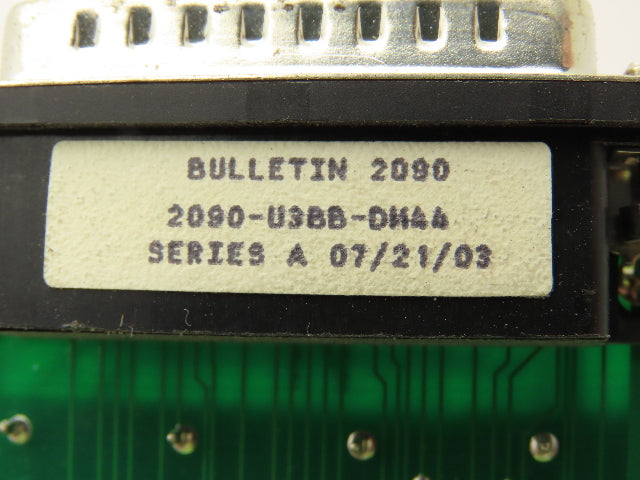 BULLETIN 2090
2090-U3BB-DM44
SERIES A 07/21/03